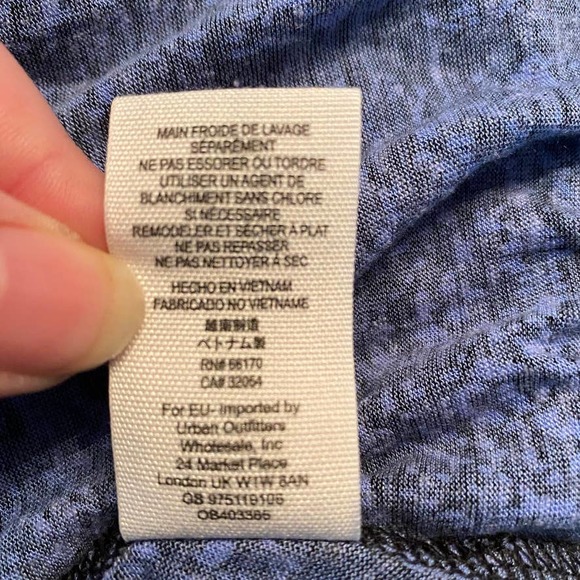 MAIN FROIDE DE LAVAGE
SÉPARÉMENT
NE PAS ESSORER OU TORDRE
UTILISER UN AGENT DE
BLANCHIMENT SANS CHLORE
SI NÉCESSAIRE
REMODELER ET SÉCHER À PLAT
NE PAS REPASSER
NE PAS NETTOYER À SEC
HECHO EN VIETNAM
FABRICADO NO VIETNAME
越南製造
ベトナム製
RN# 66170
CA# 32054
For EU- Imported by
Urban Outfitters
Wholesale, Inc
24 Market Place
London UK W1W 8AN
GB 975119106
OB403386